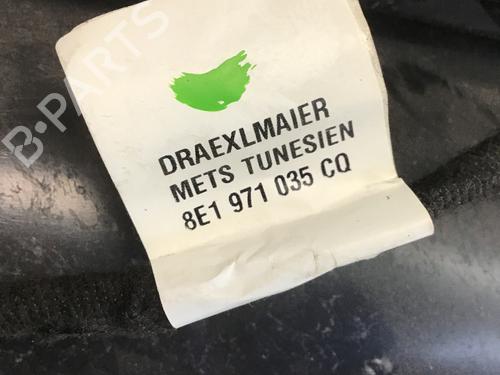 B-PARTS
DRAEXLMAIER
METS TUNESIEN
8E1 971 035 CQ